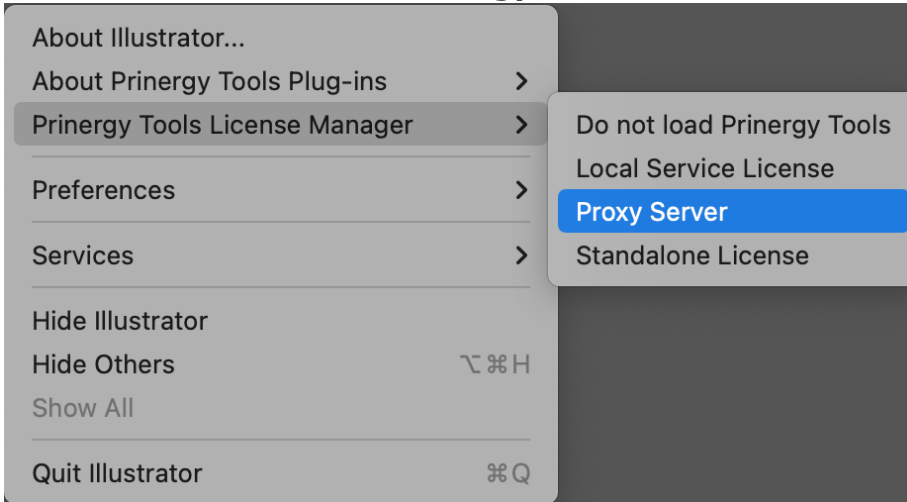 About Illustrator...
About Prinergy Tools Plug-ins >
Prinergy Tools License Manager >
Do not load Prinergy Tools
Local Service License
Proxy Server
Standalone License
Preferences >
Services >
Hide Illustrator
Hide Others ⌥⌘H
Show All
Quit Illustrator ⌘Q